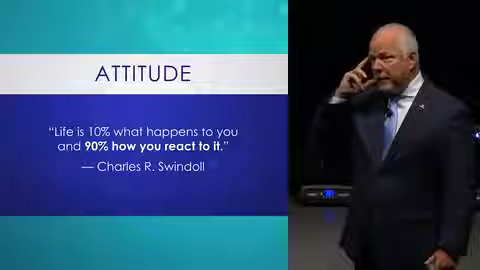 ATTITUDE
“Life is 10% what happens to you
and 90% how you react to it.”
— Charles R. Swindoll